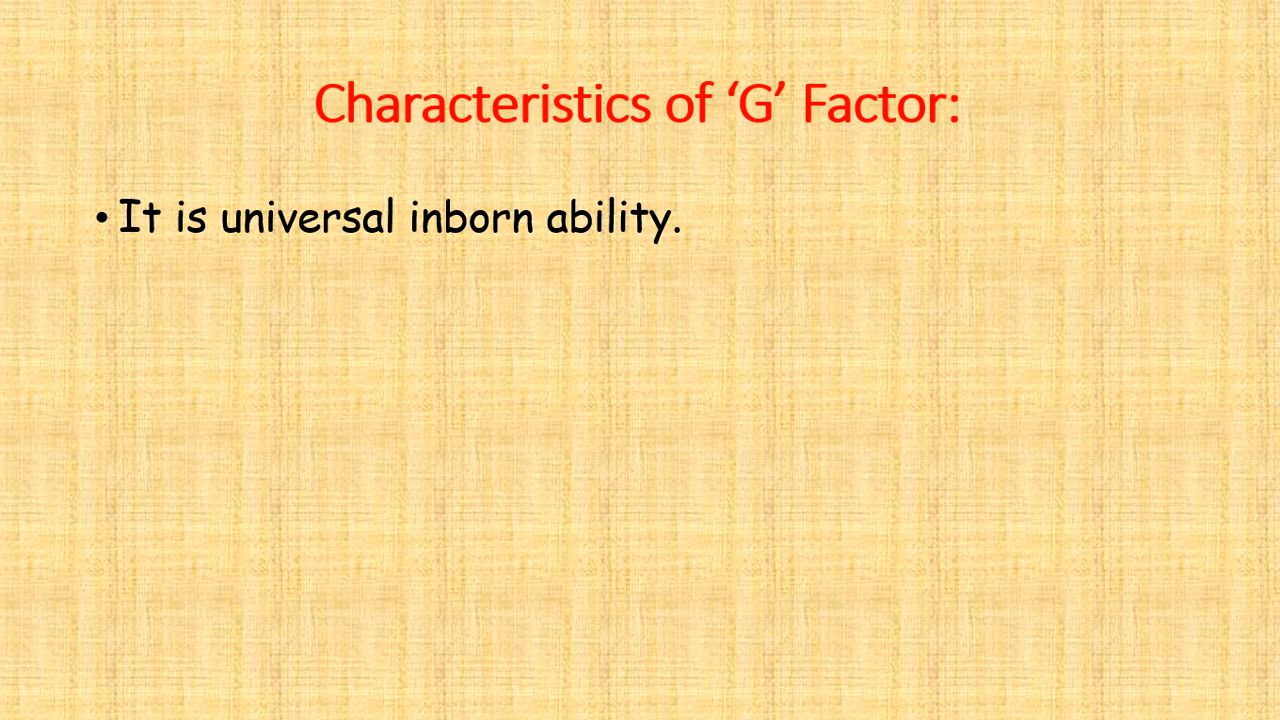 Characteristics of ‘G’ Factor:
• It is universal inborn ability.